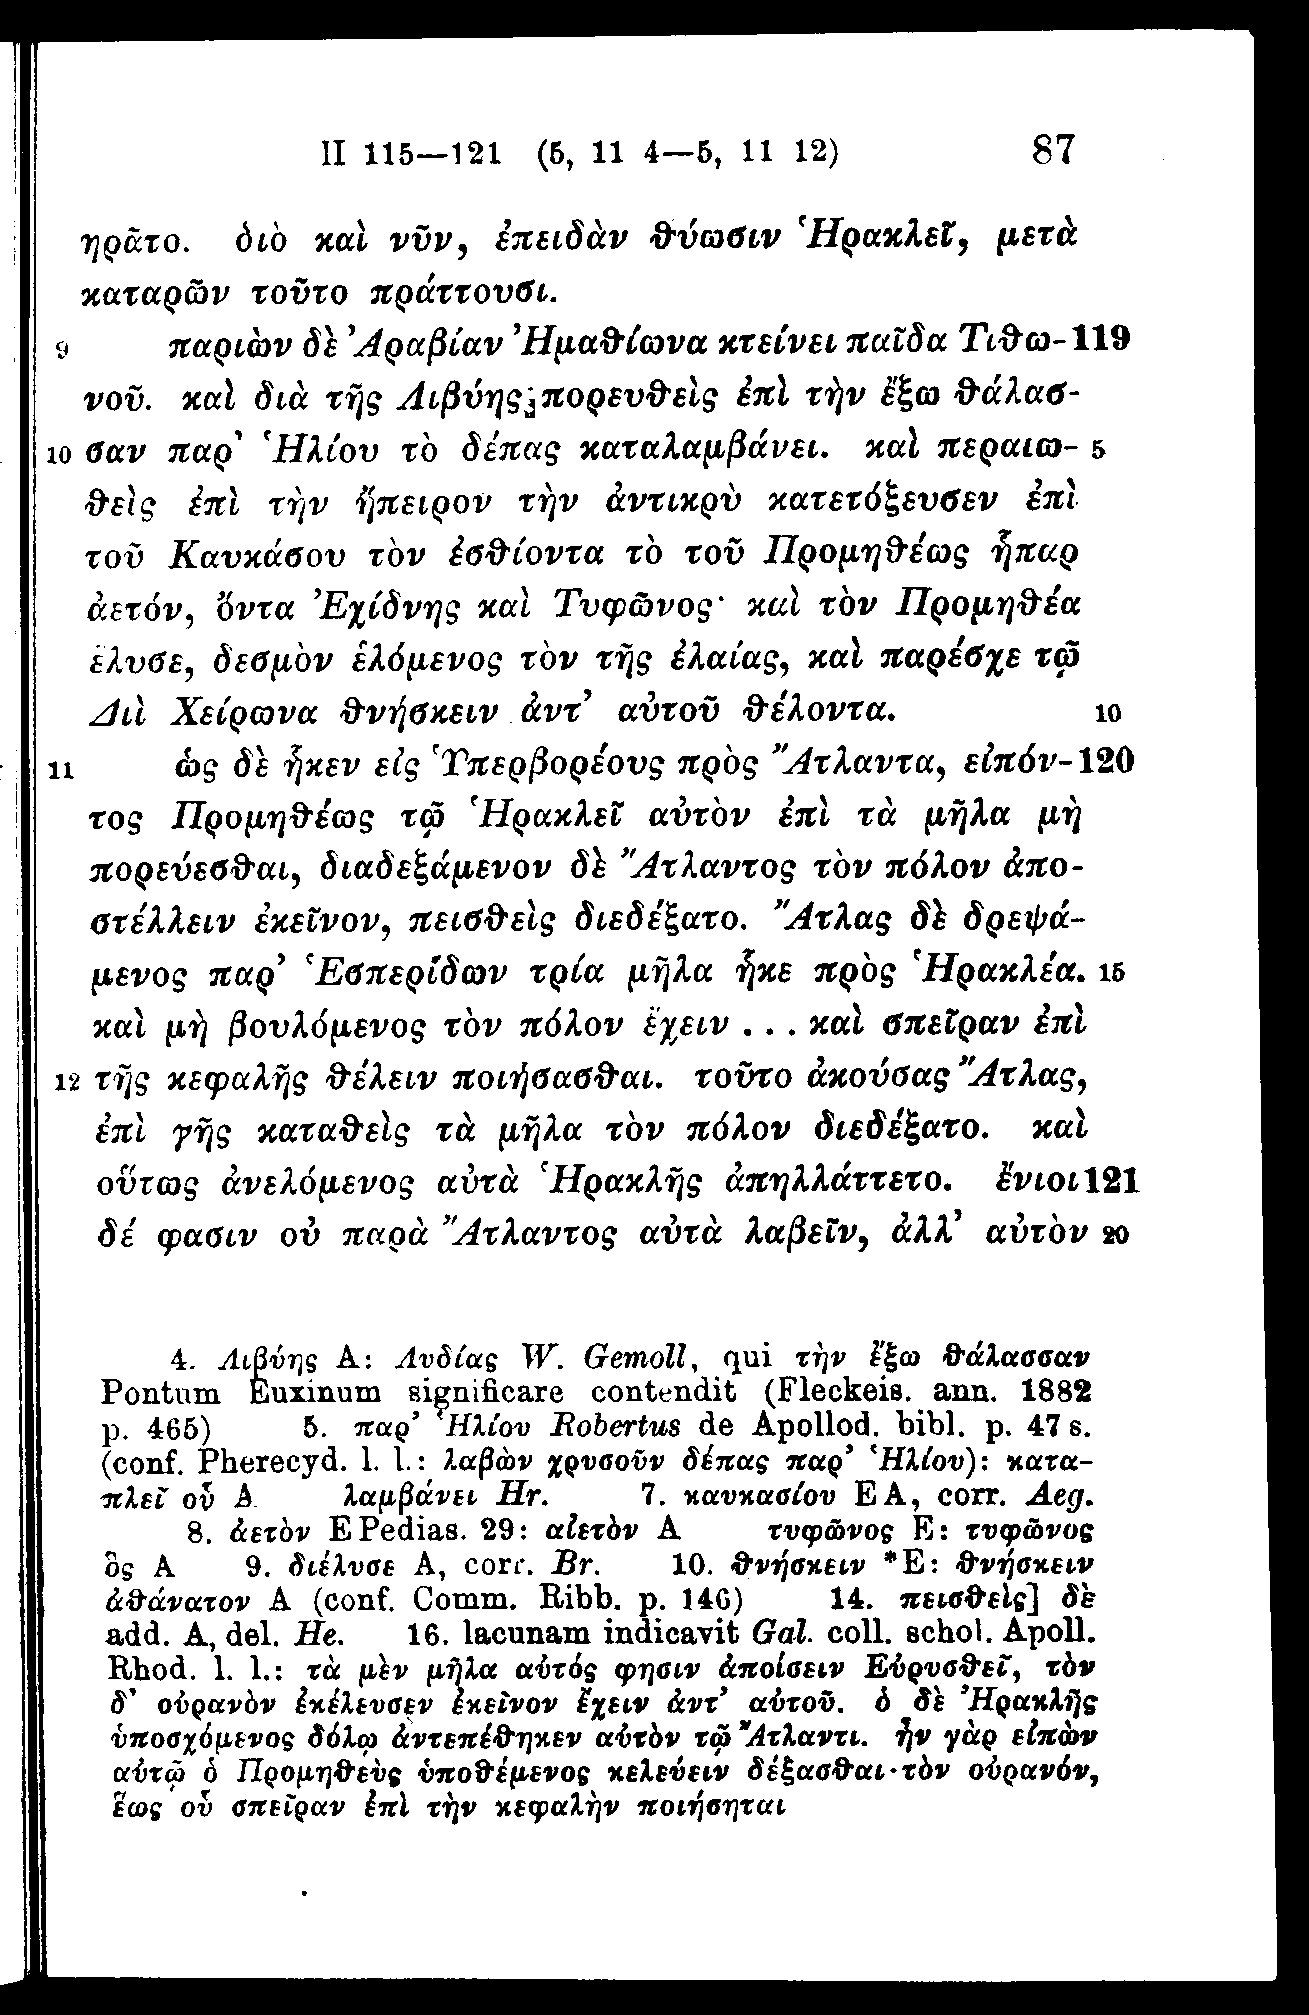 II 115—121 (5, 11 4—5, 11 12) 87
ηρᾶτο. διὸ καὶ νῦν, ἐπειδὰν θύωσιν Ἡρακλεῖ, μετὰ
καταρῶν τοῦτο πράττουσι.
9 παριὼν δὲ Ἀραβίαν Ἠμαθίωνα κτείνει παῖδα Τιθω- 119
νοῦ. καὶ διὰ τῆς Λιβύης πορευθεὶς ἐπὶ τὴν ἔξω θάλασ-
10 σαν παρ’ Ἡλίου τὸ δέπας καταλαμβάνει. καὶ περαιω- 5
θεὶς ἐπὶ τὴν ἤπειρον τὴν ἀντικρὺ κατετόξευσεν ἐπὶ
τοῦ Καυκάσου τὸν ἐσθίοντα τὸ τοῦ Προμηθέως ἧπαρ
ἀετόν, ὄντα Ἐχίδνης καὶ Τυφῶνος· καὶ τὸν Προμηθέα
ἔλυσε, δεσμὸν ἑλόμενος τὸν τῆς ἐλαίας, καὶ παρέσχε τῷ
Διὶ Χείρωνα θνήσκειν ἀντ’ αὐτοῦ θέλοντα. 10
11 ὡς δὲ ἧκεν εἰς Ὑπερβορέους πρὸς Ἄτλαντα, εἰπόν- 120
τος Προμηθέως τῷ Ἡρακλεῖ αὐτὸν ἐπὶ τὰ μῆλα μὴ
πορεύεσθαι, διαδεξάμενον δὲ Ἄτλαντος τὸν πόλον ἀπο-
στέλλειν ἐκεῖνον, πεισθεὶς διεδέξατο. Ἄτλας δὲ δρεψά-
μενος παρ’ Ἑσπερίδων τρία μῆλα ἧκε πρὸς Ἡρακλέα. 15
καὶ μὴ βουλόμενος τὸν πόλον ἔχειν . . . καὶ σπεῖραν ἐπὶ
12 τῆς κεφαλῆς θέλειν ποιήσασθαι. τοῦτο ἀκούσας Ἄτλας,
ἐπὶ γῆς καταθεὶς τὰ μῆλα τὸν πόλον διεδέξατο. καὶ
οὕτως ἀνελόμενος αὐτὰ Ἡρακλῆς ἀπηλλάττετο. ἔνιοι 121
δέ φασιν οὐ παρὰ Ἄτλαντος αὐτὰ λαβεῖν, ἀλλ’ αὐτὸν 20
4. Λιβύης A: Λυδίας W. Gemoll, qui τὴν ἔξω θάλασσαν
Pontum Euxinum significare contendit (Fleckeis. ann. 1882
p. 465) 5. παρ’ Ἡλίου Robertus de Apollod. bibl. p. 47 s.
(conf. Pherecyd. l. l.: λαβὼν χρυσοῦν δέπας παρ’ Ἡλίου): κατα-
πλεῖ οὗ A λαμβάνει Hr. 7. καυκασίου EA, corr. Aeg.
8. ἀετὸν E Pedias. 29: αἰετὸν A τυφῶνος E: τυφῶνος
ὃς A 9. διέλυσε A, corr. Br. 10. θνήσκειν *E: θνήσκειν
ἀθάνατον A (conf. Comm. Ribb. p. 146) 14. πεισθεὶς] δὲ
add. A, del. He. 16. lacunam indicavit Gal. coll. schol. Apoll.
Rhod. l. l.: τὰ μὲν μῆλα αὐτός φησιν ἀποίσειν Εὐρυσθεῖ, τὸν
δ’ οὐρανὸν ἐκέλευσεν ἐκεῖνον ἔχειν ἀντ’ αὐτοῦ. ὁ δὲ Ἡρακλῆς
ὑποσχόμενος δόλῳ ἀντεπέθηκεν αὐτὸν τῷ Ἄτλαντι. ἦν γὰρ εἰπὼν
αὐτῷ ὁ Προμηθεὺς ὑποθέμενος κελεύειν δέξασθαι τὸν οὐρανόν,
ἕως οὗ σπεῖραν ἐπὶ τὴν κεφαλὴν ποιήσηται